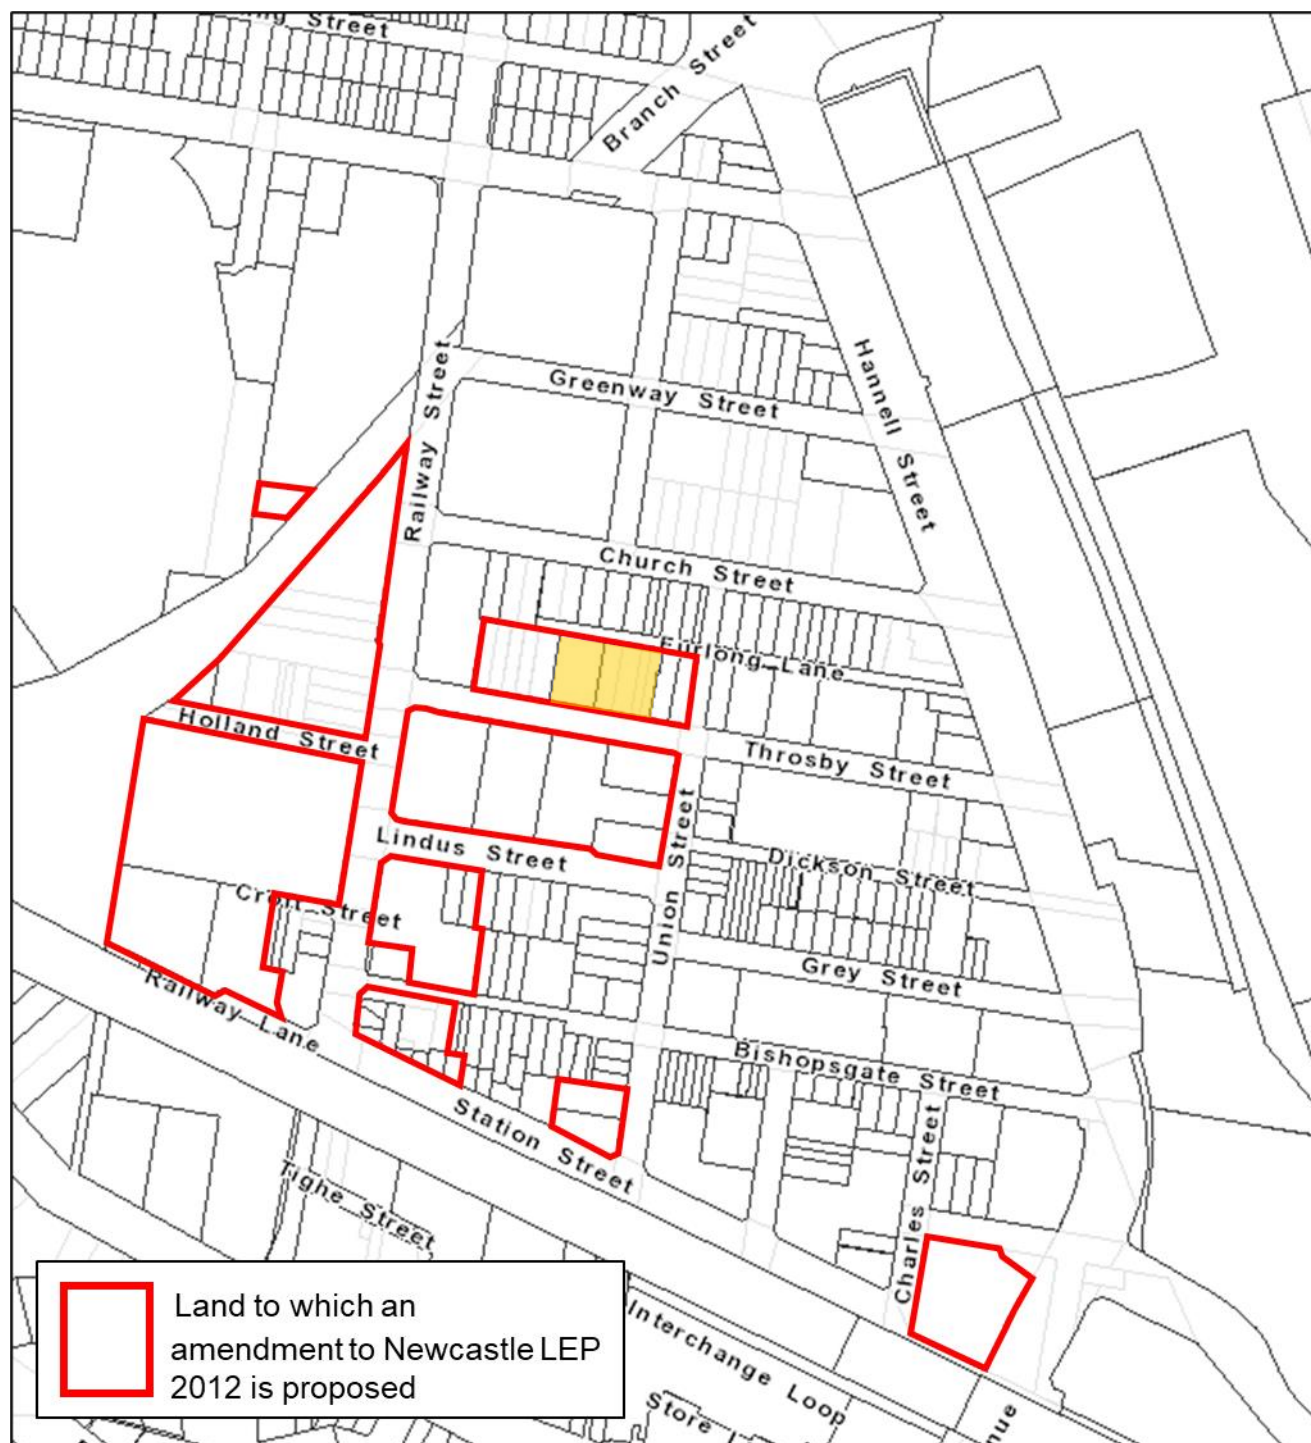 Street
Branch Street
Hannell Street
Railway Street
Greenway Street
Church Street
Furlong Lane
Holland Street
Throsby Street
Lindus Street
Union Street
Dickson Street
Croft Street
Grey Street
Railway Lane
Bishopsgate Street
Station Street
Charles Street
Tighe Street
Interchange Loop
Store
Land to which an
amendment to Newcastle LEP
2012 is proposed